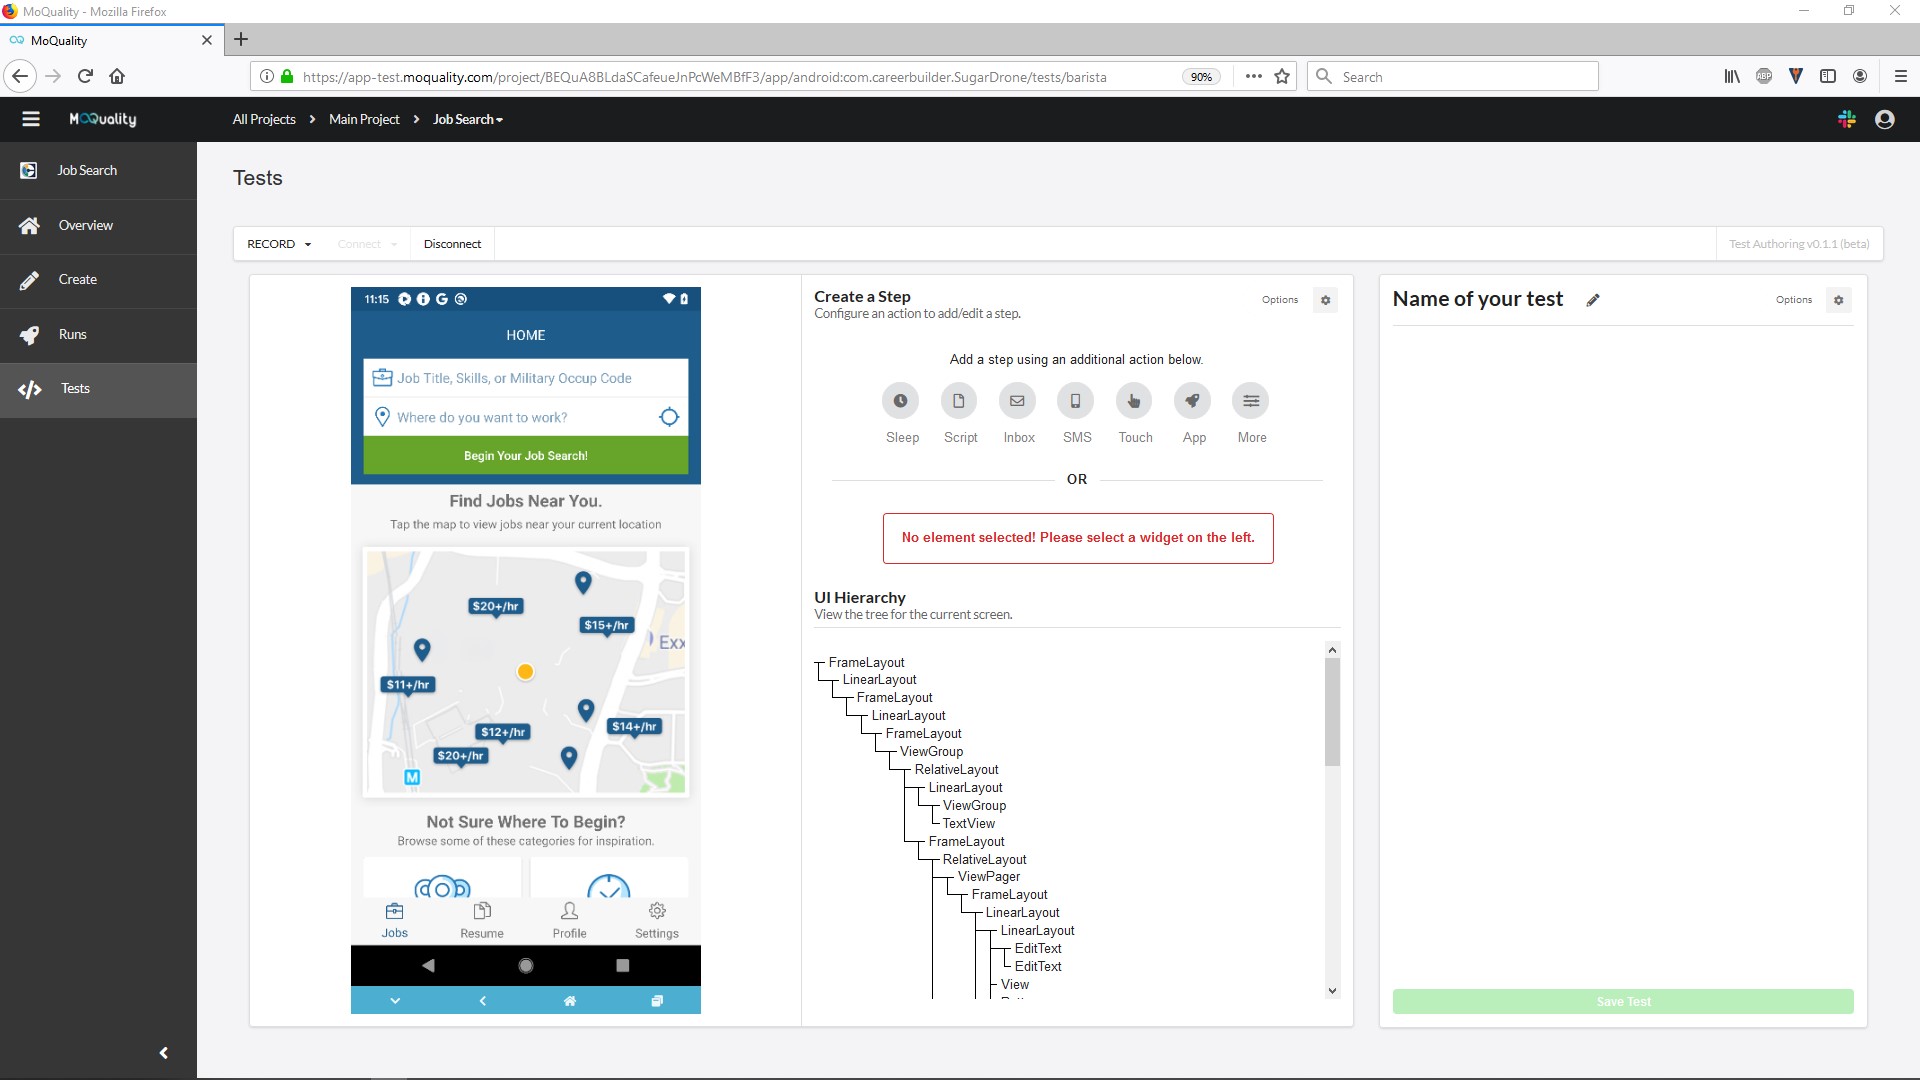 MoQuality - Mozilla Firefox
MoQuality
https://app-test.moquality.com/project/BEQuA8BLdaSCafeueJnPcWeMBfF3/app/android:com.careerbuilder.SugarDrone/tests/barista
90%
Search
ABP
MOQuality
All Projects
Main Project
Job Search
Job Search
Overview
Create
Runs
Tests
Tests
RECORD
Connect
Disconnect
Test Authoring v0.1.1 (beta)
11:15
HOME
Job Title, Skills, or Military Occup Code
Where do you want to work?
Begin Your Job Search!
Find Jobs Near You.
Tap the map to view jobs near your current location
$20+/hr
$15+/hr
Exx
$11+/hr
$12+/hr
$14+/hr
$20+/hr
M
Not Sure Where To Begin?
Browse some of these categories for inspiration.
Jobs
Resume
Profile
Settings
Create a Step
Configure an action to add/edit a step.
Options
Add a step using an additional action below.
Sleep
Script
Inbox
SMS
Touch
App
More
OR
No element selected! Please select a widget on the left.
UI Hierarchy
View the tree for the current screen.
FrameLayout
LinearLayout
FrameLayout
LinearLayout
FrameLayout
ViewGroup
RelativeLayout
LinearLayout
ViewGroup
TextView
FrameLayout
RelativeLayout
ViewPager
FrameLayout
LinearLayout
LinearLayout
EditText
EditText
View
Name of your test
Options
Save Test